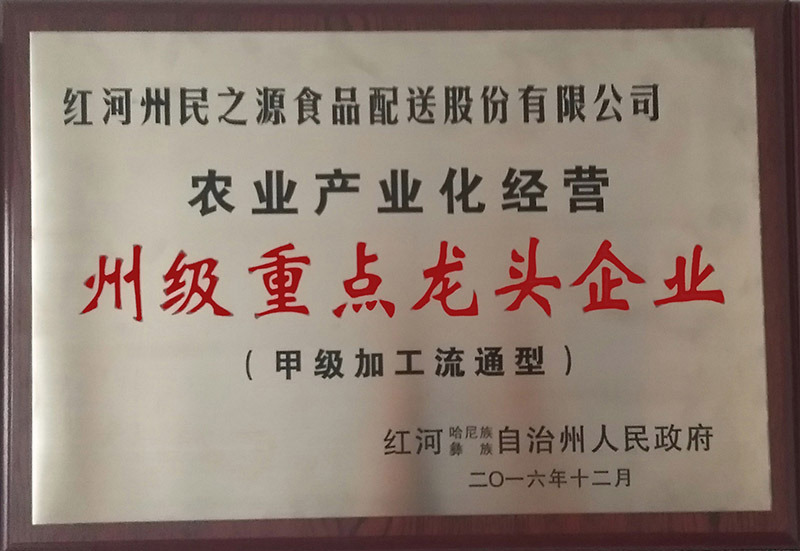 红河州民之源食品配送股份有限公司
农业产业化经营
州级重点龙头企业
（甲级加工流通型）
红河哈尼族彝族自治州人民政府
二〇一六年十二月